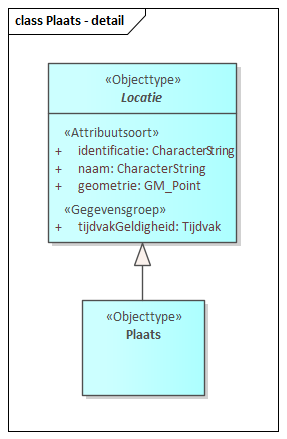 class Plaats - detail
«Objecttype»
Locatie
«Attribuutsoort»
+ identificatie: CharacterString
+ naam: CharacterString
+ geometrie: GM_Point
«Gegevensgroep»
+ tijdvakGeldigheid: Tijdvak
«Objecttype»
Plaats